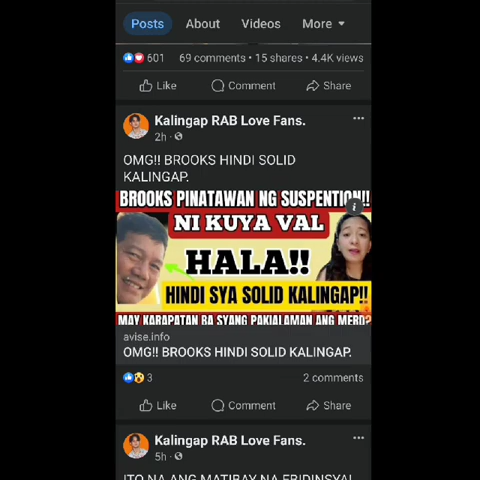 Posts About Videos More
601 69 comments • 15 shares • 4.4K views
Like Comment Share
Kalingap RAB Love Fans.
2h •
OMG!! BROOKS HINDI SOLID
KALINGAP.
BROOKS PINATAWAN NG SUSPENTION!!
NI KUYA VAL
HALA!!
HINDI SYA SOLID KALINGAP!!
MAY KARAPATAN BA SYANG PAKIALAMAN ANG MERD?
avise.info
OMG!! BROOKS HINDI SOLID KALINGAP.
3 2 comments
Like Comment Share
Kalingap RAB Love Fans.
5h •
ITO NA ANG MATIBAY NA EBIDINSYA!